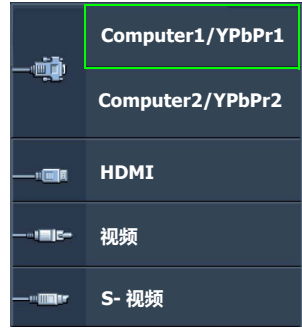 Computer1/YPbPr1
Computer2/YPbPr2
HDMI
视频
S- 视频